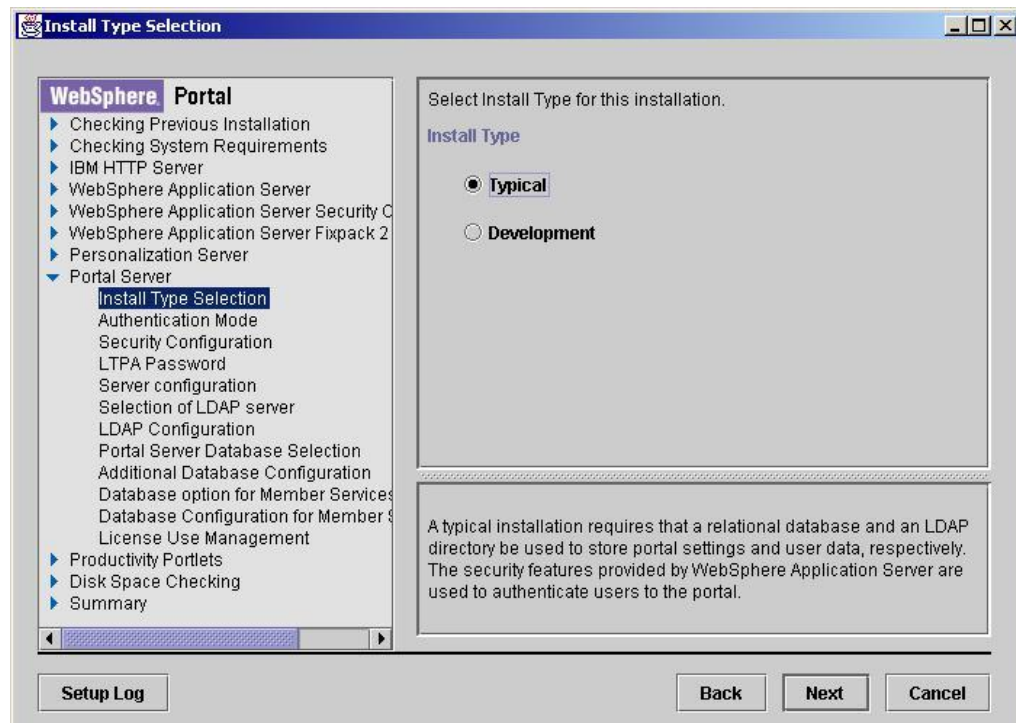 Install Type Selection
WebSphere. Portal
Checking Previous Installation
Checking System Requirements
IBM HTTP Server
WebSphere Application Server
WebSphere Application Server Security C
WebSphere Application Server Fixpack 2
Personalization Server
Portal Server
Install Type Selection
Authentication Mode
Security Configuration
LTPA Password
Server configuration
Selection of LDAP server
LDAP Configuration
Portal Server Database Selection
Additional Database Configuration
Database option for Member Services
Database Configuration for Member S
License Use Management
Productivity Portlets
Disk Space Checking
Summary
Select Install Type for this installation.
Install Type
Typical
Development
A typical installation requires that a relational database and an LDAP
directory be used to store portal settings and user data, respectively.
The security features provided by WebSphere Application Server are
used to authenticate users to the portal.
Setup Log
Back
Next
Cancel